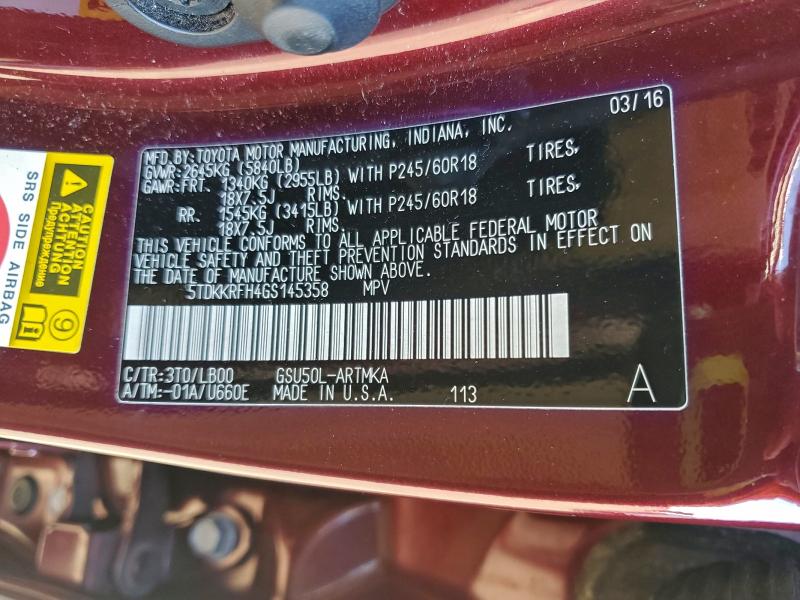 03/16
MFD.BY:TOYOTA MOTOR MANUFACTURING, INDIANA, INC.
GVWR:2645KG (5840LB)
GAWR:FRT. 1340KG (2955LB) WITH P245/60R18 TIRES,
18X7.5J RIMS.
RR. 1545KG (3415LB) WITH P245/60R18 TIRES,
18X7.5J RIMS.
THIS VEHICLE CONFORMS TO ALL APPLICABLE FEDERAL MOTOR
VEHICLE SAFETY AND THEFT PREVENTION STANDARDS IN EFFECT ON
THE DATE OF MANUFACTURE SHOWN ABOVE.
5TDKKRFH4GS145358 MPV
C/TR:3T0/LB00 GSU50L-ARTMKA
A/TM:-01A/U660E MADE IN U.S.A. 113 A
SRS SIDE AIRBAG
CAUTION
ATTENTION
ACHTUNG
Предупреждение
9